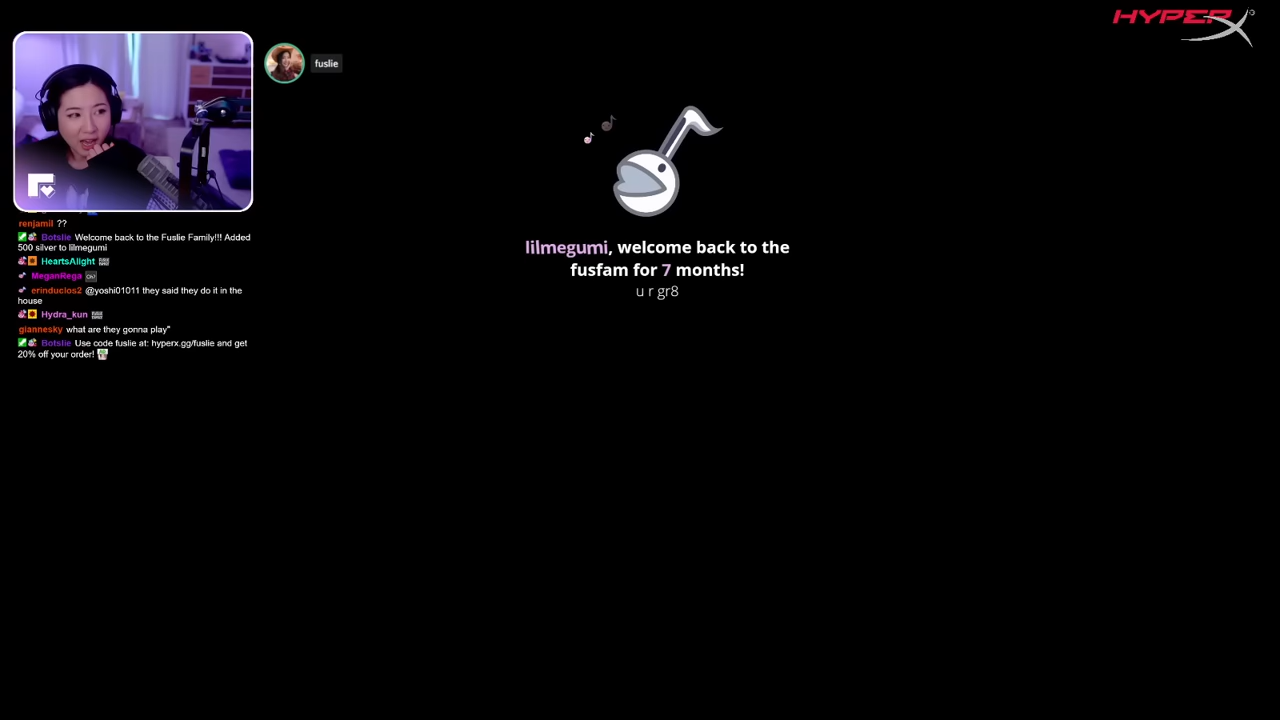 HYPERX
fuslie
lilmegumi, welcome back to the
fusfam for 7 months!
u r gr8
renjamil ??
Botslie Welcome back to the Fuslie Family!!! Added
500 silver to lilmegumi
HeartsAlight
MeganRega
erinduclos2 @yoshi01011 they said they do it in the
house
Hydra_kun
giannesky what are they gonna play"
Botslie Use code fuslie at: hyperx.gg/fuslie and get
20% off your order!